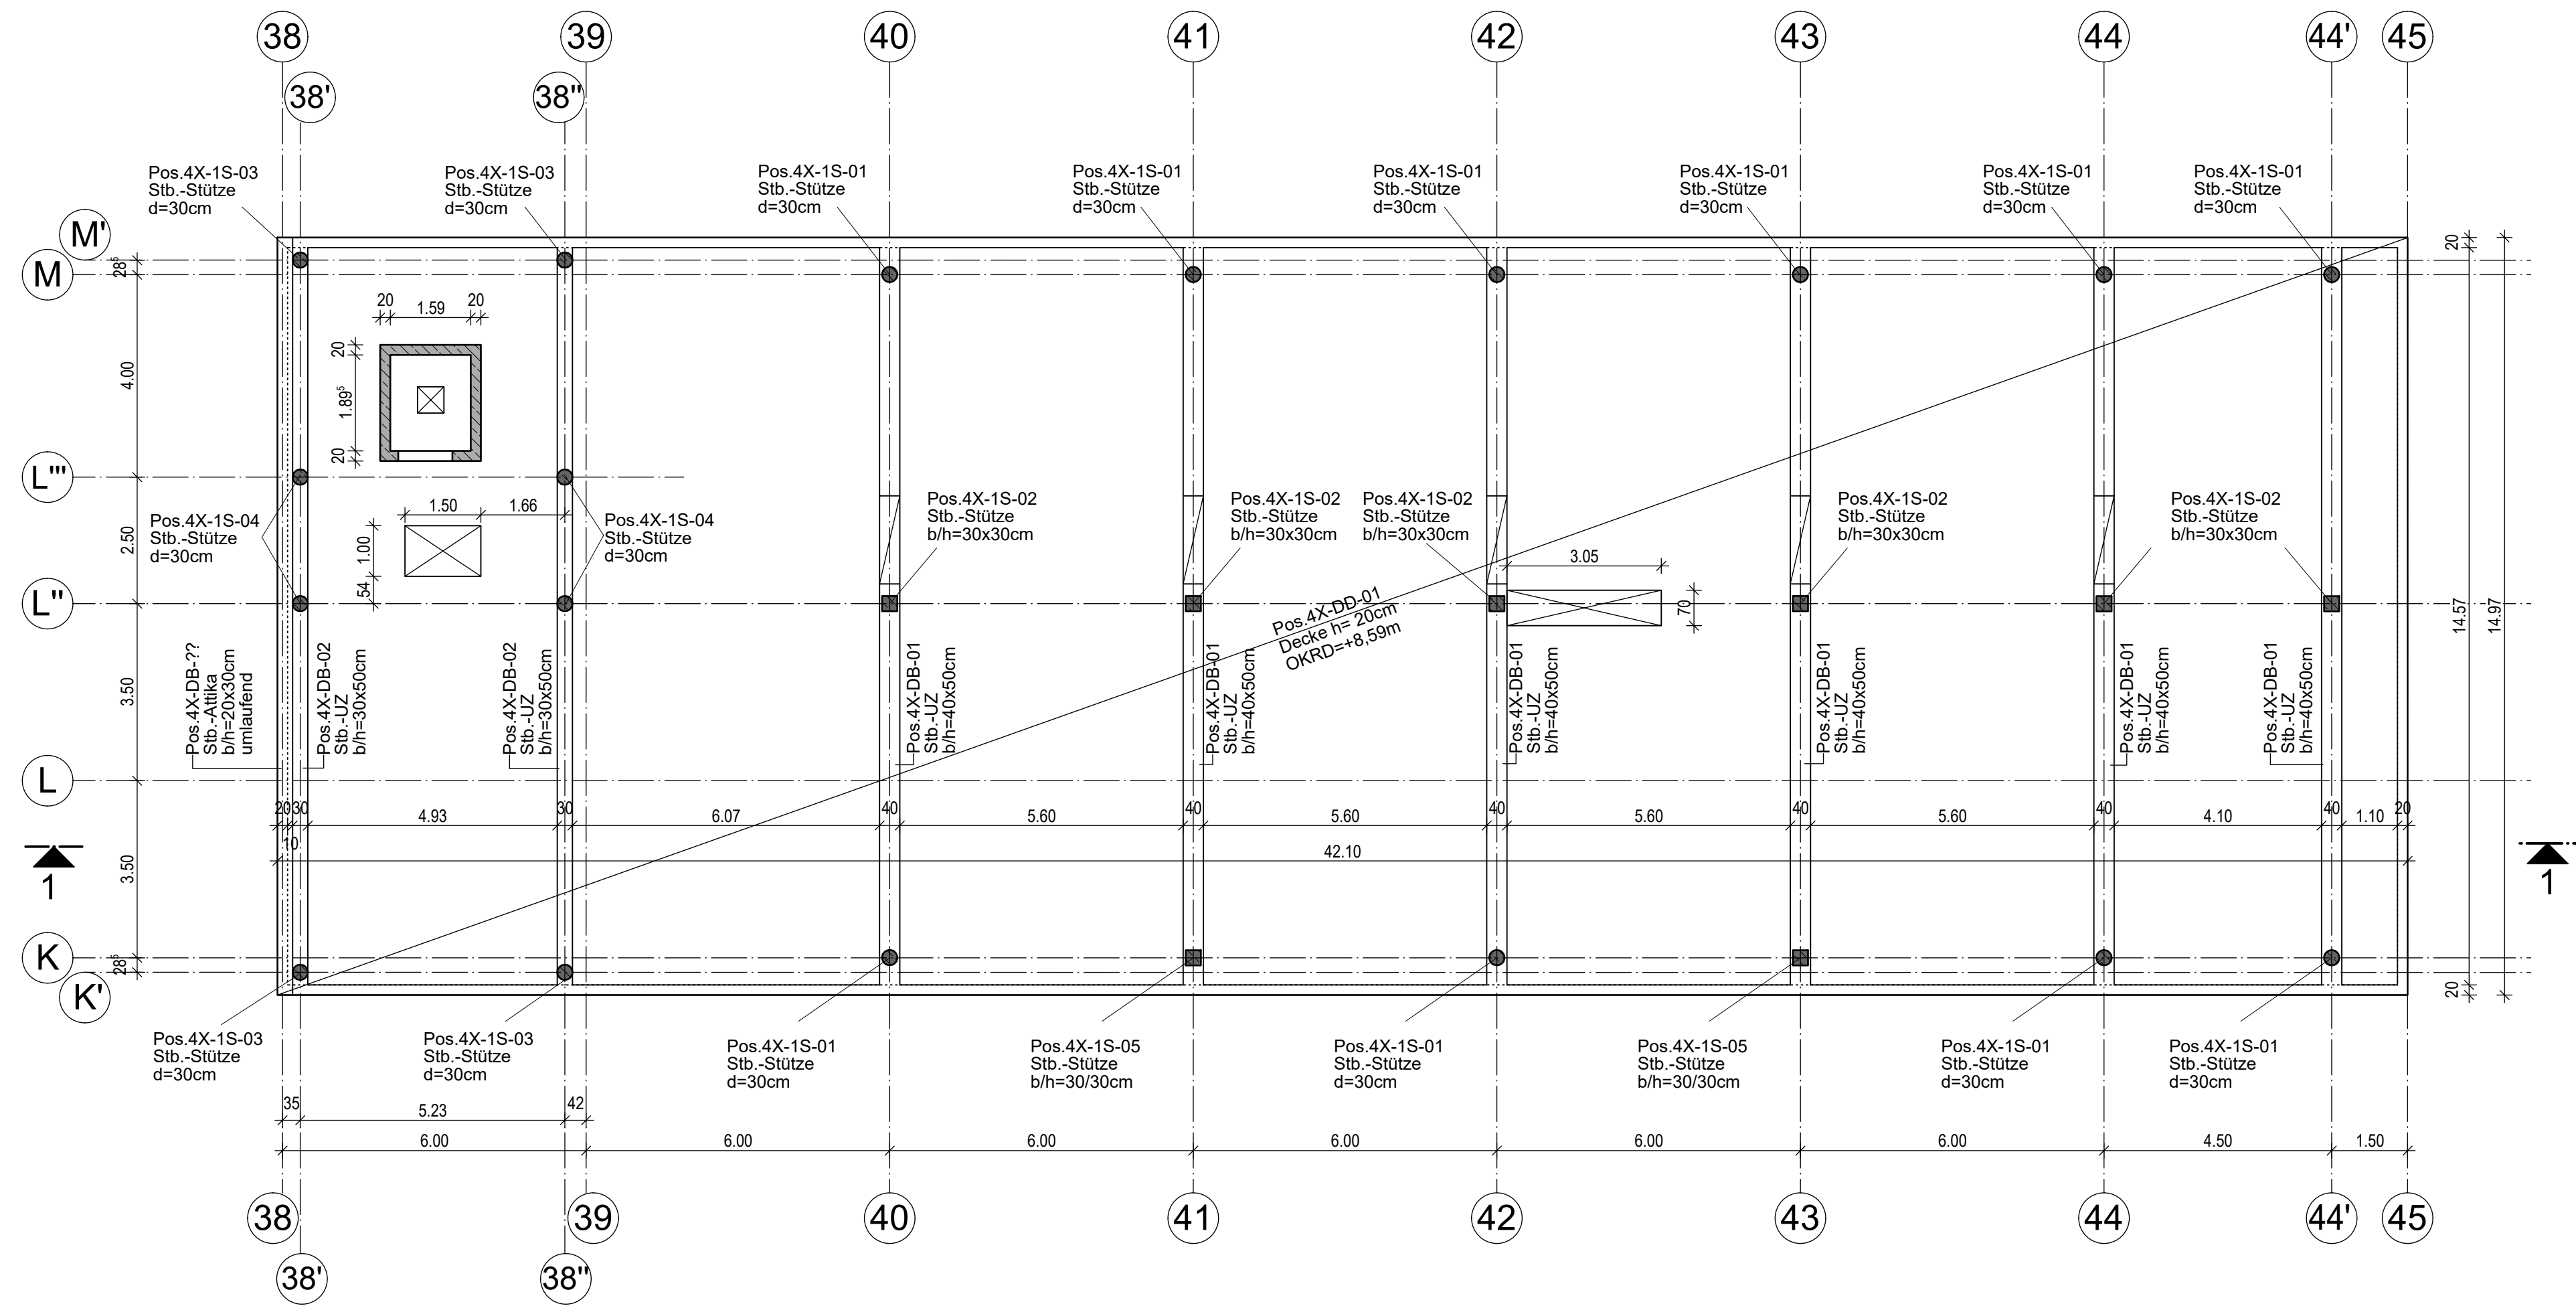 38
39
40
41
42
43
44
44'
45
38'
38"
Pos.4X-1S-03
Stb.-Stütze
d=30cm
Pos.4X-1S-03
Stb.-Stütze
d=30cm
Pos.4X-1S-01
Stb.-Stütze
d=30cm
Pos.4X-1S-01
Stb.-Stütze
d=30cm
Pos.4X-1S-01
Stb.-Stütze
d=30cm
Pos.4X-1S-01
Stb.-Stütze
d=30cm
Pos.4X-1S-01
Stb.-Stütze
d=30cm
Pos.4X-1S-01
Stb.-Stütze
d=30cm
M'
M
28⁵
4.00
L'''
2.50
L"
3.50
L
3.50
K
28⁵
K'
20
1.59
20
20
1.89⁵
20
1.50
1.66
1.00
54
Pos.4X-1S-04
Stb.-Stütze
d=30cm
Pos.4X-1S-04
Stb.-Stütze
d=30cm
Pos.4X-1S-02
Stb.-Stütze
b/h=30x30cm
Pos.4X-1S-02
Stb.-Stütze
b/h=30x30cm
Pos.4X-1S-02
Stb.-Stütze
b/h=30x30cm
Pos.4X-1S-02
Stb.-Stütze
b/h=30x30cm
Pos.4X-1S-02
Stb.-Stütze
b/h=30x30cm
3.05
70
Pos.4X-DD-01
Decke h= 20cm
OKRD=+8,59m
20
14.57
14.97
20
Pos.4X-DB-??
Stb.-Attika
b/h=20x30cm
umlaufend
Pos.4X-DB-02
Stb.-UZ
b/h=30x50cm
Pos.4X-DB-02
Stb.-UZ
b/h=30x50cm
Pos.4X-DB-01
Stb.-UZ
b/h=40x50cm
Pos.4X-DB-01
Stb.-UZ
b/h=40x50cm
Pos.4X-DB-01
Stb.-UZ
b/h=40x50cm
Pos.4X-DB-01
Stb.-UZ
b/h=40x50cm
Pos.4X-DB-01
Stb.-UZ
b/h=40x50cm
Pos.4X-DB-01
Stb.-UZ
b/h=40x50cm
20 30 4.93 30 6.07 40 5.60 40 5.60 40 5.60 40 5.60 40 4.10 40 1.10 20
10
42.10
1
1
Pos.4X-1S-03
Stb.-Stütze
d=30cm
Pos.4X-1S-03
Stb.-Stütze
d=30cm
Pos.4X-1S-01
Stb.-Stütze
d=30cm
Pos.4X-1S-05
Stb.-Stütze
b/h=30/30cm
Pos.4X-1S-01
Stb.-Stütze
d=30cm
Pos.4X-1S-05
Stb.-Stütze
b/h=30/30cm
Pos.4X-1S-01
Stb.-Stütze
d=30cm
Pos.4X-1S-01
Stb.-Stütze
d=30cm
35 5.23 42
6.00 6.00 6.00 6.00 6.00 6.00 4.50 1.50
38
39
40
41
42
43
44
44'
45
38'
38"